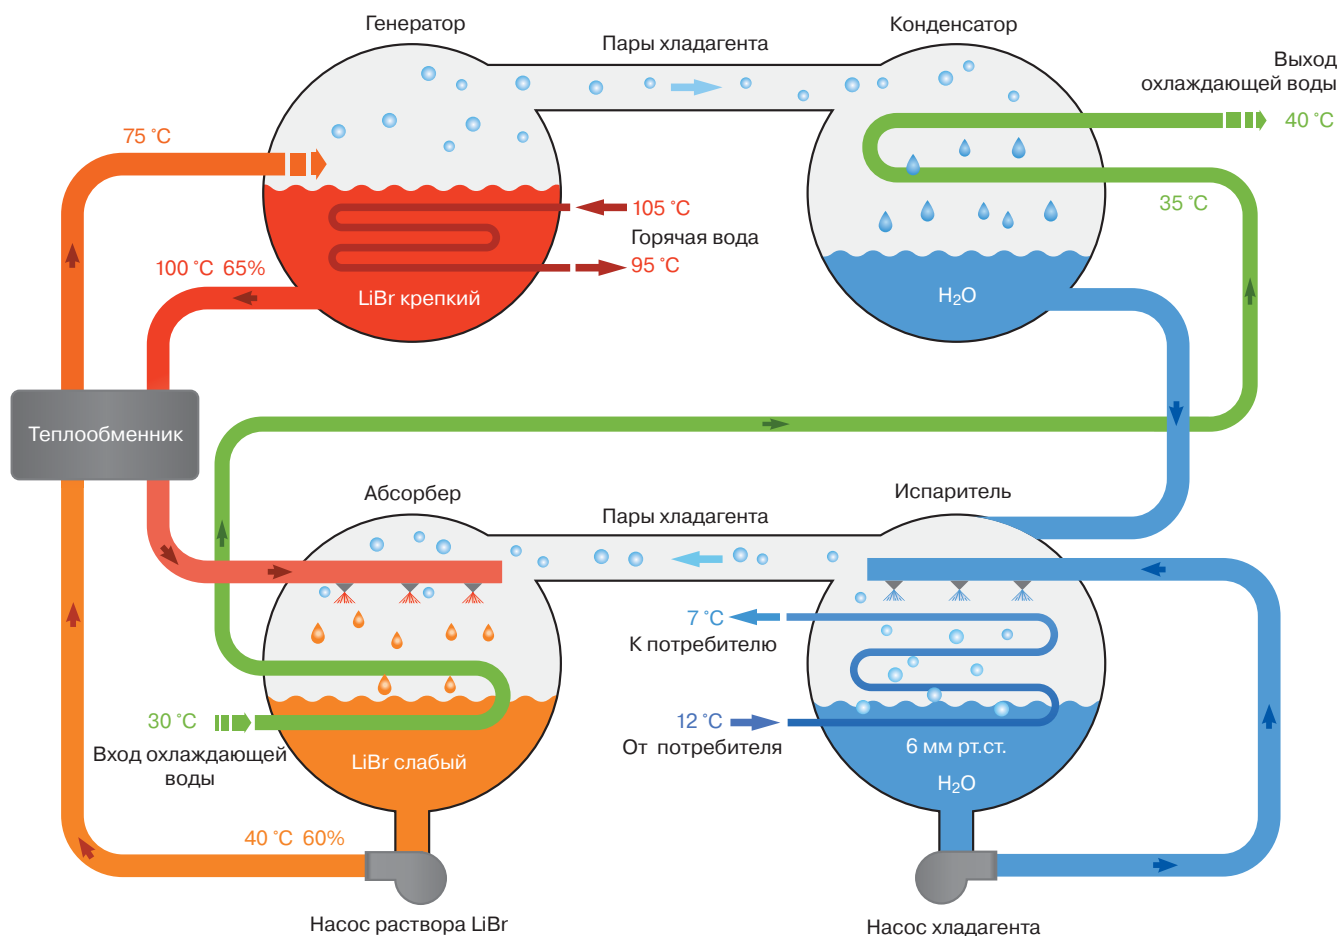 Генератор
Конденсатор
Пары хладагента
Выход
охлаждающей воды
75 °C
40 °C
105 °C
35 °C
Горячая вода
100 °C 65%
95 °C
LiBr крепкий
H₂O
Теплообменник
Абсорбер
Испаритель
Пары хладагента
7 °C
К потребителю
30 °C
12 °C
Вход охлаждающей
воды
От потребителя
LiBr слабый
6 мм рт.ст.
H₂O
40 °C 60%
Насос раствора LiBr
Насос хладагента